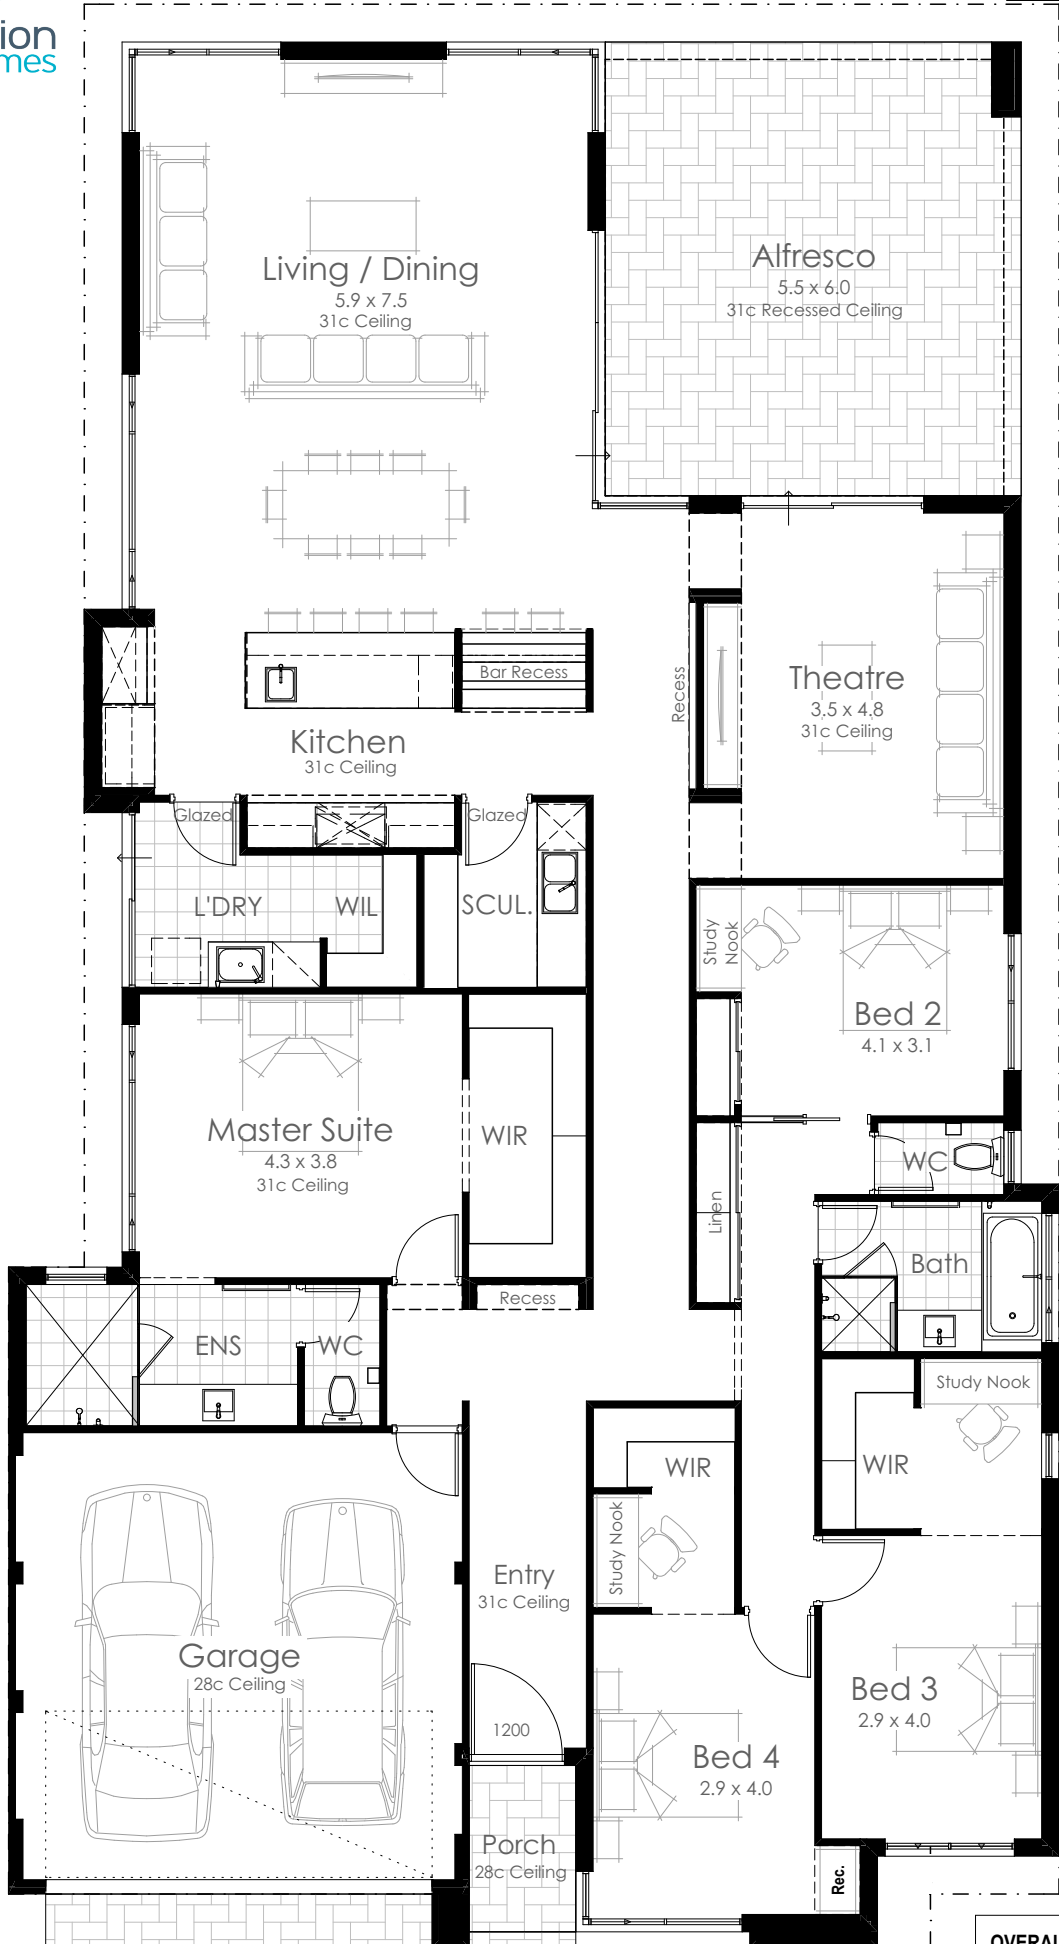 ion
mes
Living / Dining
5.9 x 7.5
31c Ceiling
Alfresco
5.5 x 6.0
31c Recessed Ceiling
Bar Recess
Recess
Theatre
3.5 x 4.8
31c Ceiling
Kitchen
31c Ceiling
Glazed
Glazed
L'DRY
WIL
SCUL.
Study
Nook
Bed 2
4.1 x 3.1
Master Suite
4.3 x 3.8
31c Ceiling
WIR
WC
Linen
Bath
Recess
ENS
WC
Study Nook
WIR
WIR
Study Nook
Entry
31c Ceiling
Garage
28c Ceiling
1200
Bed 3
2.9 x 4.0
Bed 4
2.9 x 4.0
Porch
28c Ceiling
Rec.
OVERAL